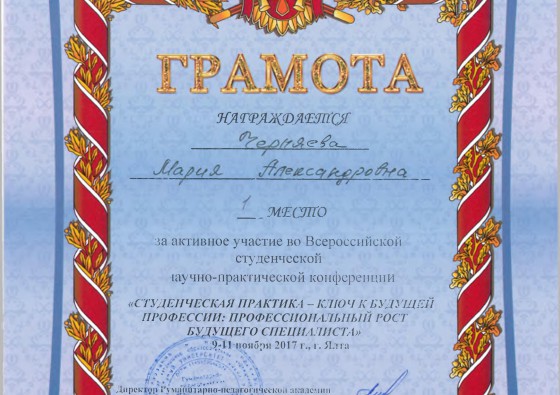 ГРАМОТА
НАГРАЖДАЕТСЯ
Черняева
Мария Александровна
1 МЕСТО
за активное участие во Всероссийской
студенческой
научно-практической конференции
«СТУДЕНЧЕСКАЯ ПРАКТИКА – КЛЮЧ К БУДУЩЕЙ
ПРОФЕССИИ: ПРОФЕССИОНАЛЬНЫЙ РОСТ
БУДУЩЕГО СПЕЦИАЛИСТА»
9-11 ноября 2017 г., г. Ялта
Директор Гуманитарно-педагогической академии